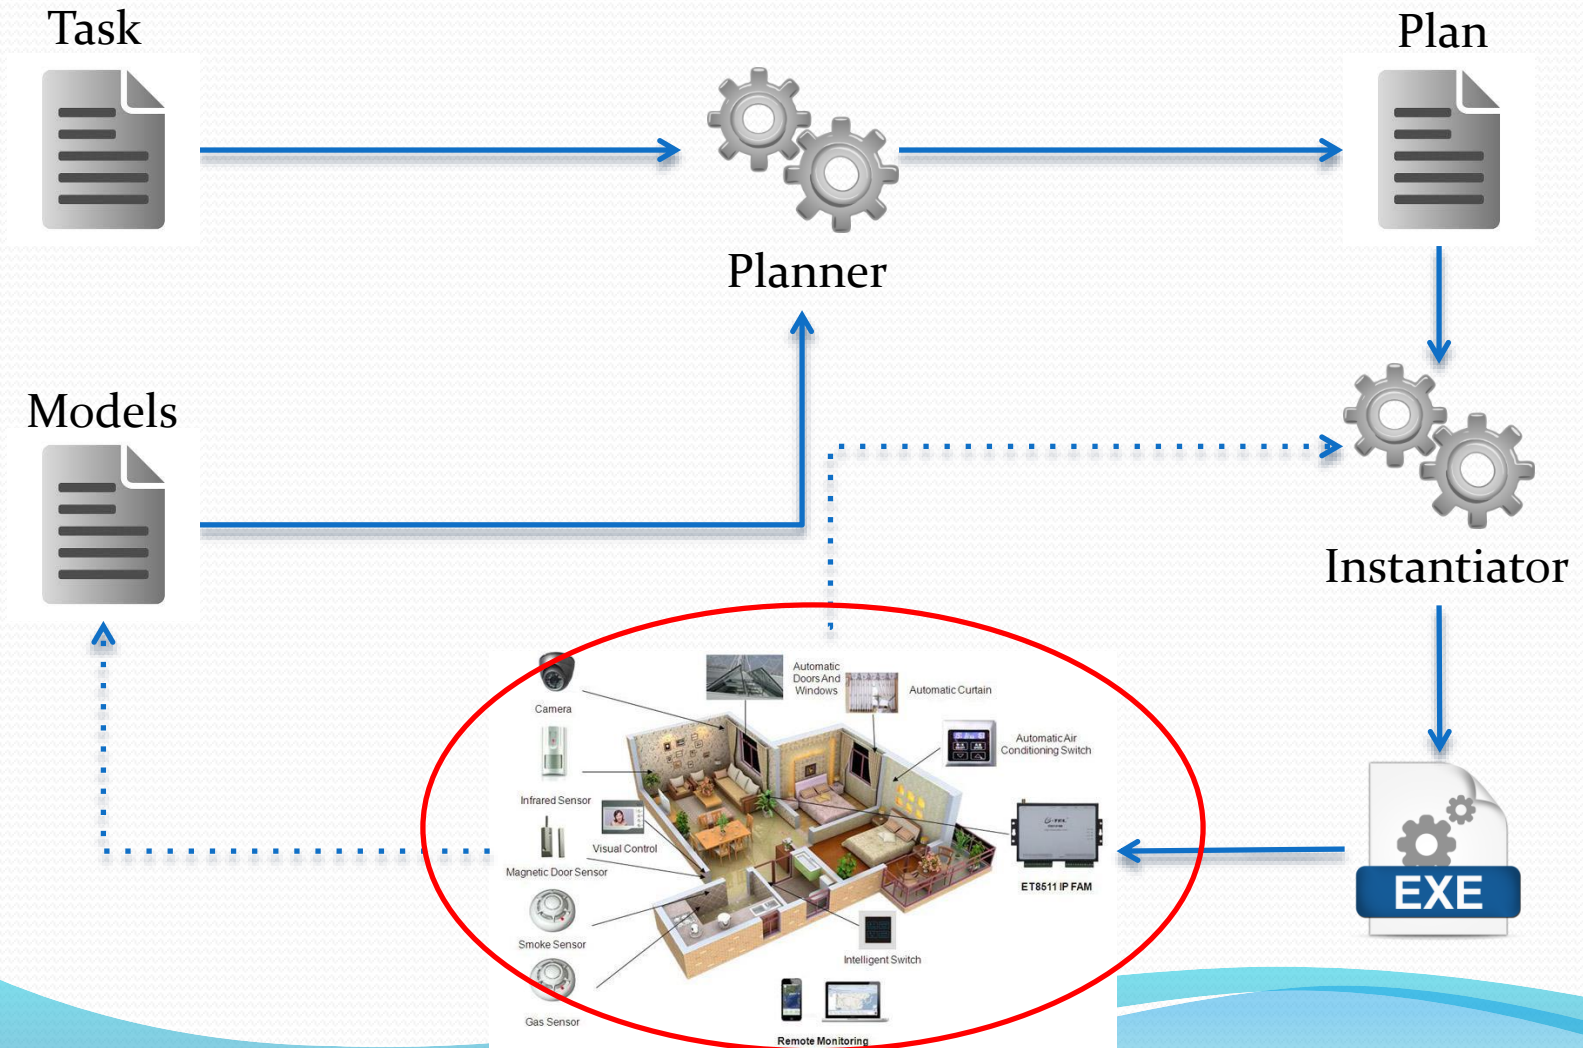 Task
Plan
Planner
Models
Instantiator
Automatic
Doors And
Windows
Automatic Curtain
Camera
Automatic Air
Conditioning Switch
Infrared Sensor
Visual Control
Magnetic Door Sensor
ET8511 IP FAM
EXE
Smoke Sensor
Intelligent Switch
Gas Sensor
Remote Monitoring